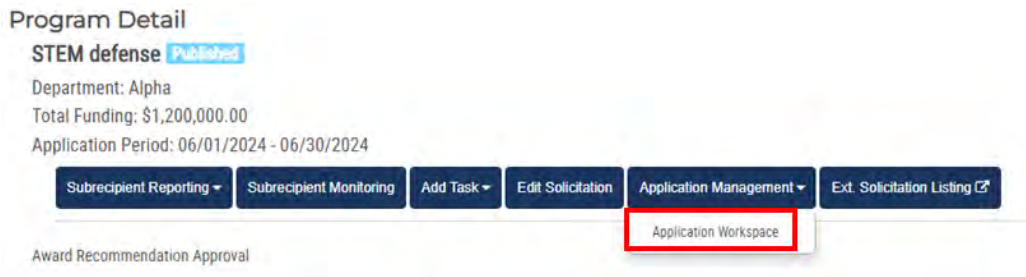 Program Detail
STEM defense Published
Department: Alpha
Total Funding: $1,200,000.00
Application Period: 06/01/2024 - 06/30/2024
Subrecipient Reporting Subrecipient Monitoring Add Task Edit Solicitation Application Management Ext. Solicitation Listing
Application Workspace
Award Recommendation Approval